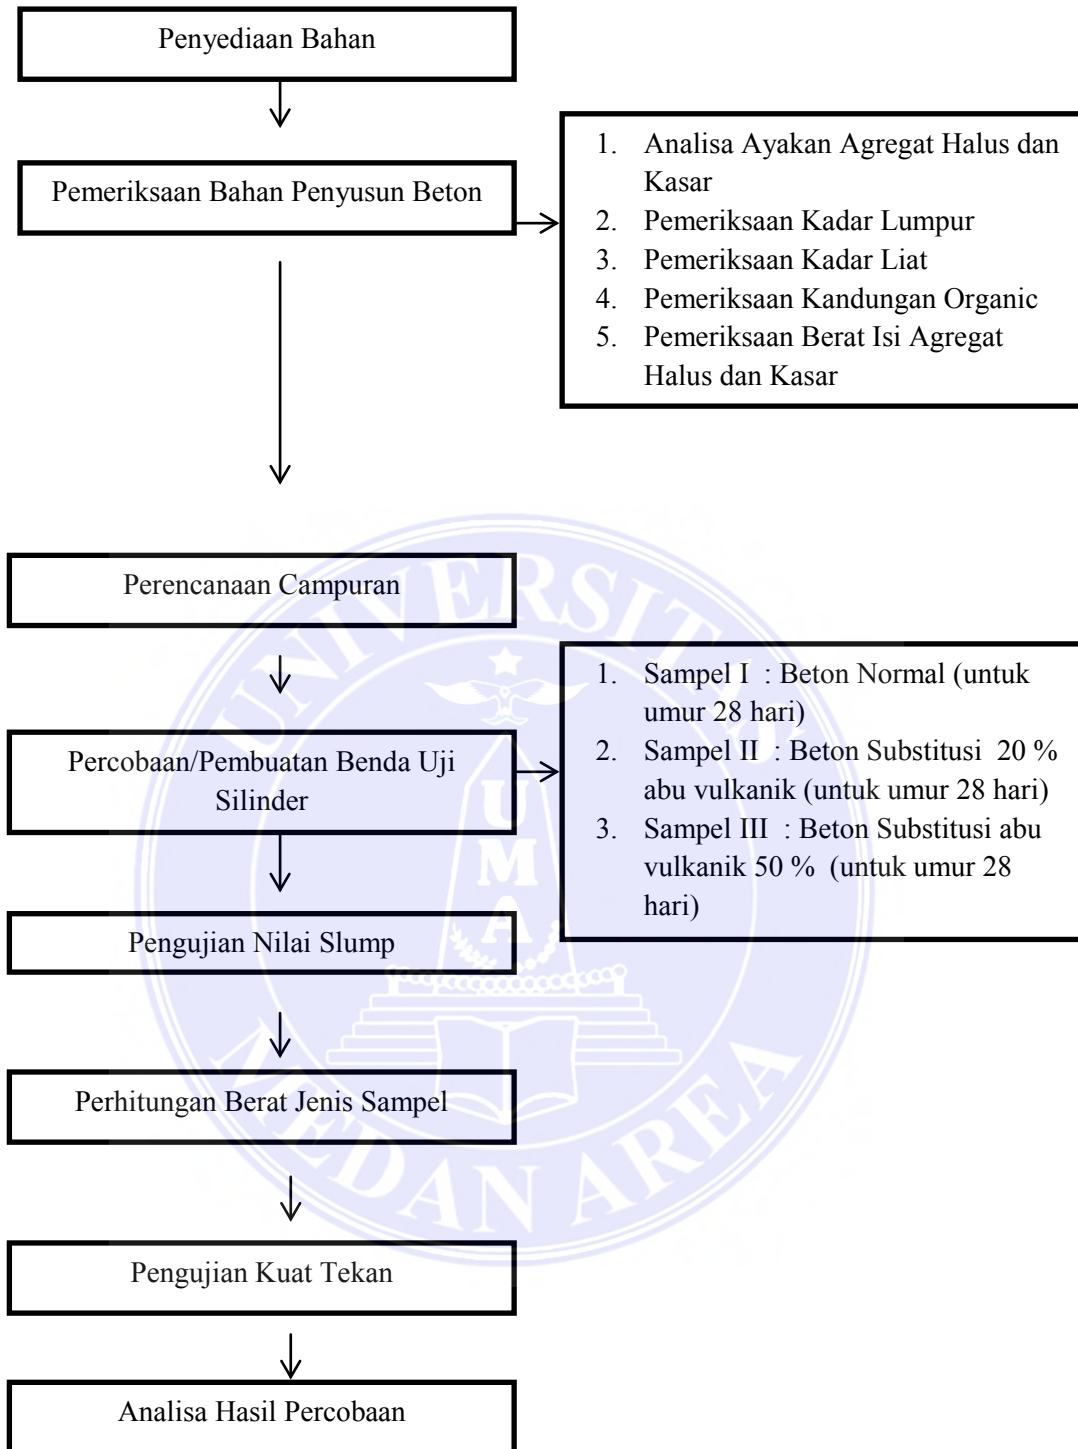 Penyediaan Bahan
Pemeriksaan Bahan Penyusun Beton
1. Analisa Ayakan Agregat Halus dan
Kasar
2. Pemeriksaan Kadar Lumpur
3. Pemeriksaan Kadar Liat
4. Pemeriksaan Kandungan Organic
5. Pemeriksaan Berat Isi Agregat
Halus dan Kasar
Perencanaan Campuran
Percobaan/Pembuatan Benda Uji
Silinder
1. Sampel I : Beton Normal (untuk
umur 28 hari)
2. Sampel II : Beton Substitusi 20 %
abu vulkanik (untuk umur 28 hari)
3. Sampel III : Beton Substitusi abu
vulkanik 50 % (untuk umur 28
hari)
Pengujian Nilai Slump
Perhitungan Berat Jenis Sampel
Pengujian Kuat Tekan
Analisa Hasil Percobaan
UNIVERSITAS
UMA
MEDAN AREA